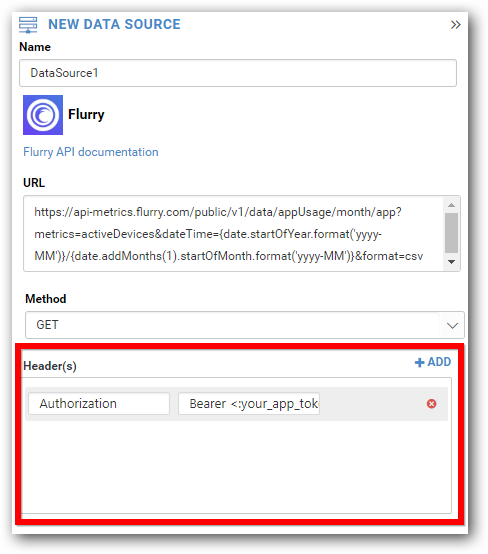 NEW DATA SOURCE
Name
DataSource1
Flurry
Flurry API documentation
URL
https://api-metrics.flurry.com/public/v1/data/appUsage/month/app?
metrics=activeDevices&dateTime={date.startOfYear.format('yyyy-
MM')}/{date.addMonths(1).startOfMonth.format('yyyy-MM')}&format=csv
Method
GET
Header(s)
ADD
Authorization
Bearer <:your_app_tok